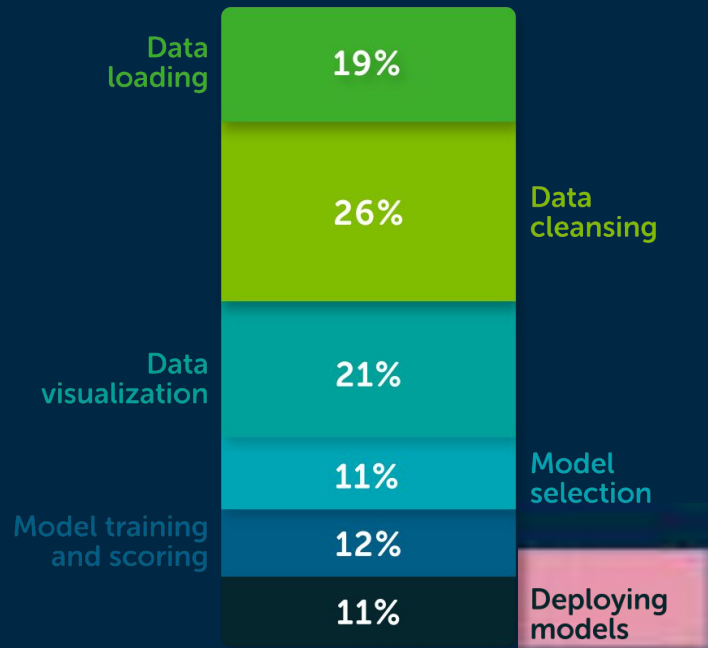 Data
loading
19%
26%
Data
cleansing
Data
visualization
21%
11%
Model
selection
Model training
and scoring
12%
11%
Deploying
models